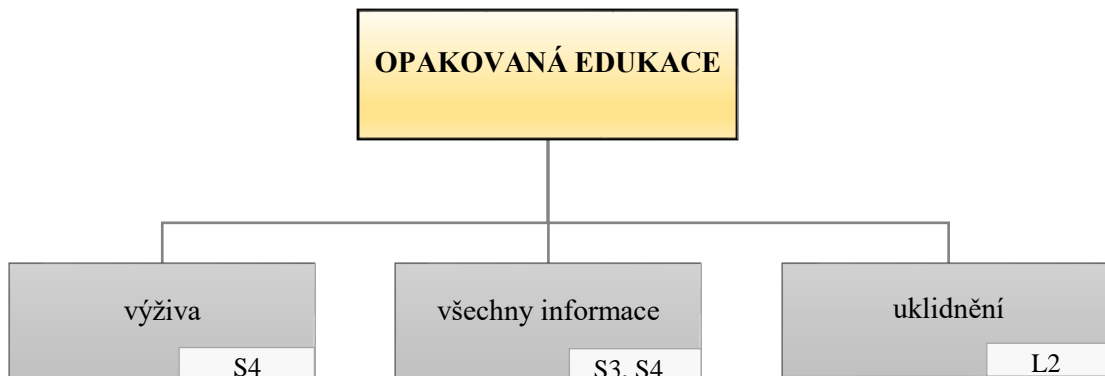 OPAKOVANÁ EDUKACE
výživa
všechny informace
uklidnění
S4
S3, S4
L2